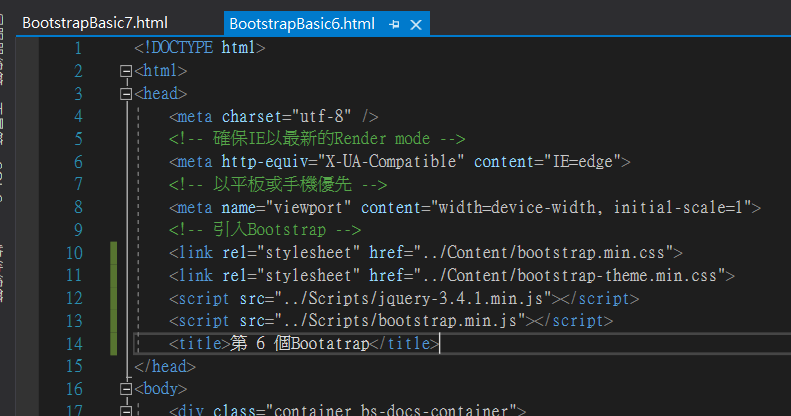 BootstrapBasic7.html
BootstrapBasic6.html
1 <!DOCTYPE html>
2 <html>
3 <head>
4 <meta charset="utf-8" />
5 <!-- 確保IE以最新的Render mode -->
6 <meta http-equiv="X-UA-Compatible" content="IE=edge">
7 <!-- 以平板或手機優先 -->
8 <meta name="viewport" content="width=device-width, initial-scale=1">
9 <!-- 引入Bootstrap -->
10 <link rel="stylesheet" href="../Content/bootstrap.min.css">
11 <link rel="stylesheet" href="../Content/bootstrap-theme.min.css">
12 <script src="../Scripts/jquery-3.4.1.min.js"></script>
13 <script src="../Scripts/bootstrap.min.js"></script>
14 <title>第 6 個Bootatrap</title>
15 </head>
16 <body>
17 <div class="container bs-docs-container">